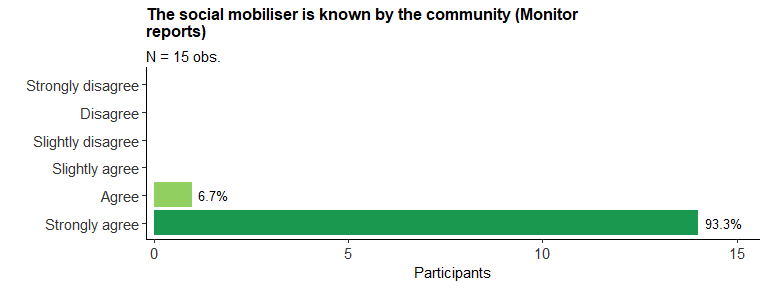 The social mobiliser is known by the community (Monitor
reports)
N = 15 obs.
Strongly disagree
Disagree
Slightly disagree
Slightly agree
Agree
6.7%
Strongly agree
93.3%
0
5
10
15
Participants